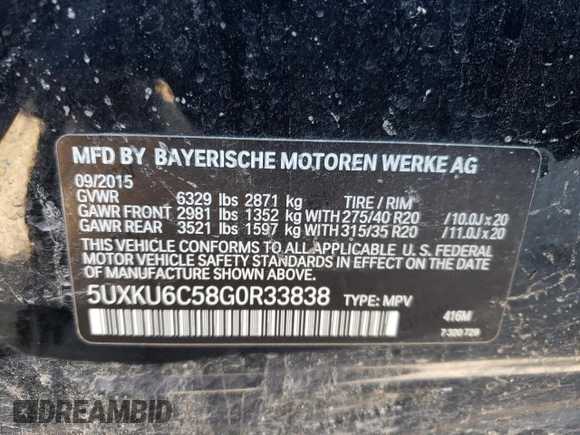 MFD BY BAYERISCHE MOTOREN WERKE AG
09/2015
GVWR 6329 lbs 2871 kg TIRE / RIM
GAWR FRONT 2981 lbs 1352 kg WITH 275/40 R20 /10.0J x 20
GAWR REAR 3521 lbs 1597 kg WITH 315/35 R20 /11.0J x 20
THIS VEHICLE CONFORMS TO ALL APPLICABLE U. S. FEDERAL
MOTOR VEHICLE SAFETY STANDARDS IN EFFECT ON THE
DATE OF MANUFACTURE SHOWN ABOVE.
5UXKU6C58G0R33838 TYPE: MPV
416M
7 320 729
DREAMBID